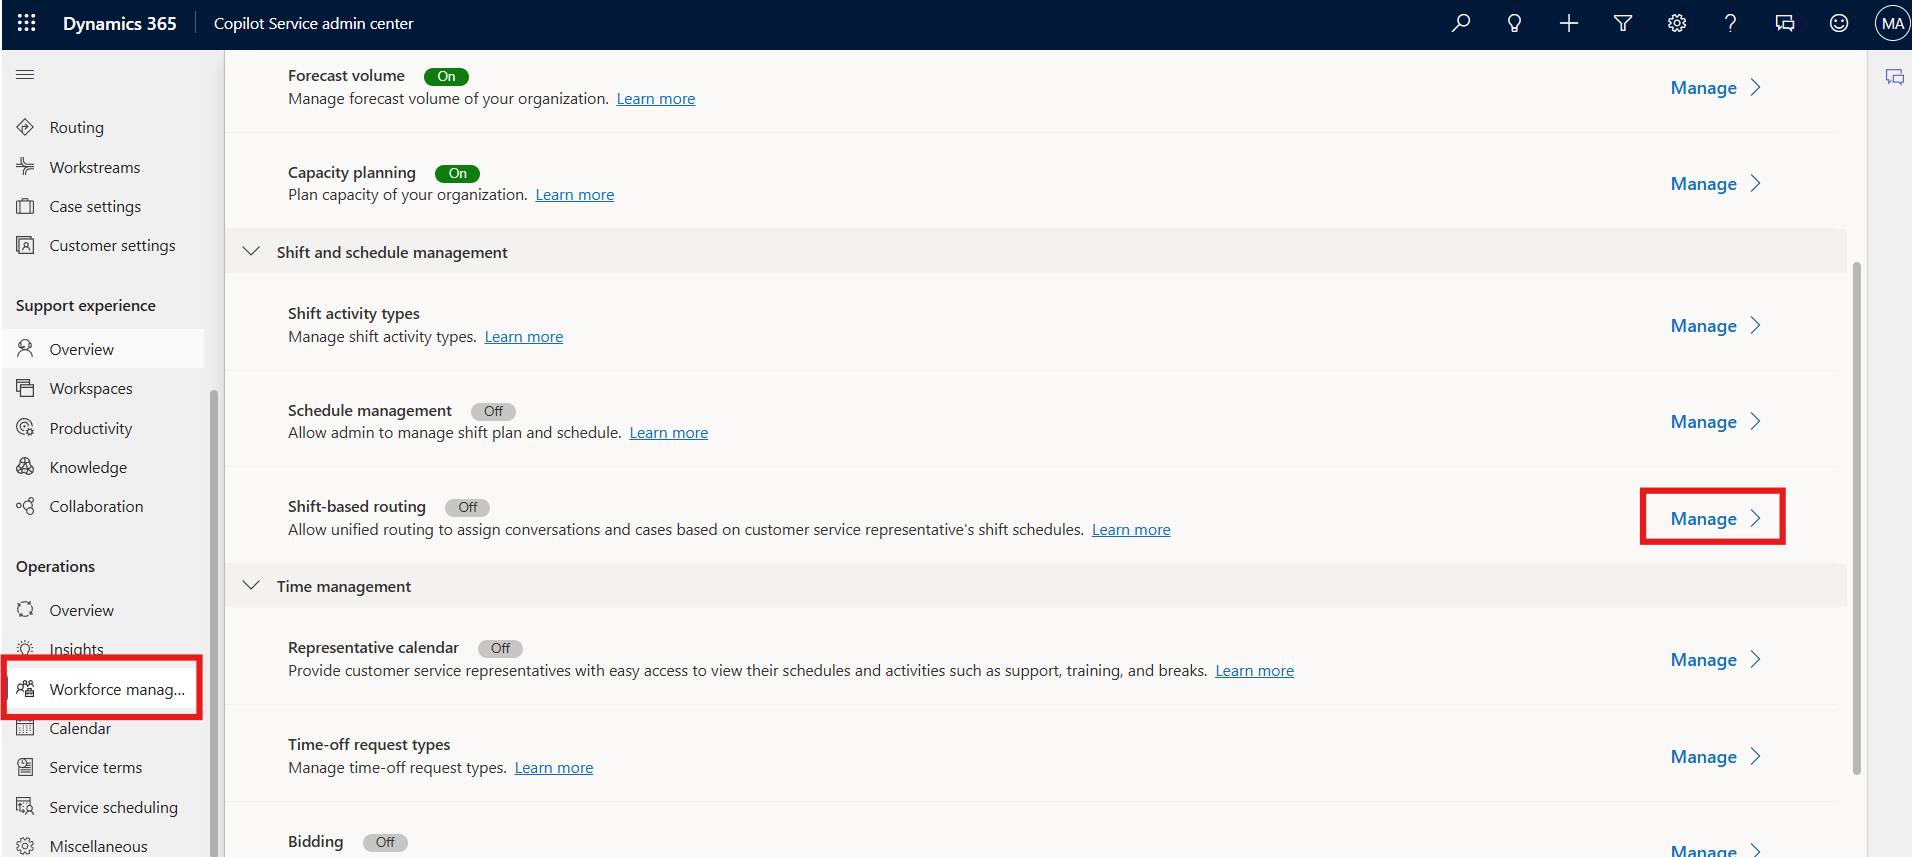 Dynamics 365 Copilot Service admin center MA
Routing
Workstreams
Case settings
Customer settings
Support experience
Overview
Workspaces
Productivity
Knowledge
Collaboration
Operations
Overview
Insights
Workforce manag...
Calendar
Service terms
Service scheduling
Miscellaneous
Forecast volume On
Manage forecast volume of your organization. Learn more
Manage
Capacity planning On
Plan capacity of your organization. Learn more
Manage
Shift and schedule management
Shift activity types
Manage shift activity types. Learn more
Manage
Schedule management Off
Allow admin to manage shift plan and schedule. Learn more
Manage
Shift-based routing Off
Allow unified routing to assign conversations and cases based on customer service representative's shift schedules. Learn more
Manage
Time management
Representative calendar Off
Provide customer service representatives with easy access to view their schedules and activities such as support, training, and breaks. Learn more
Manage
Time-off request types
Manage time-off request types. Learn more
Manage
Bidding Off
Manage